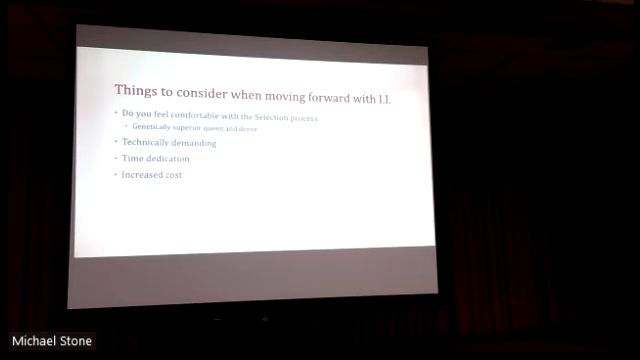 Things to consider when moving forward with I.I.
• Do you feel comfortable with the Selection process
• Genetically superior queen and drone
• Technically demanding
• Time dedication
• Increased cost
Michael Stone